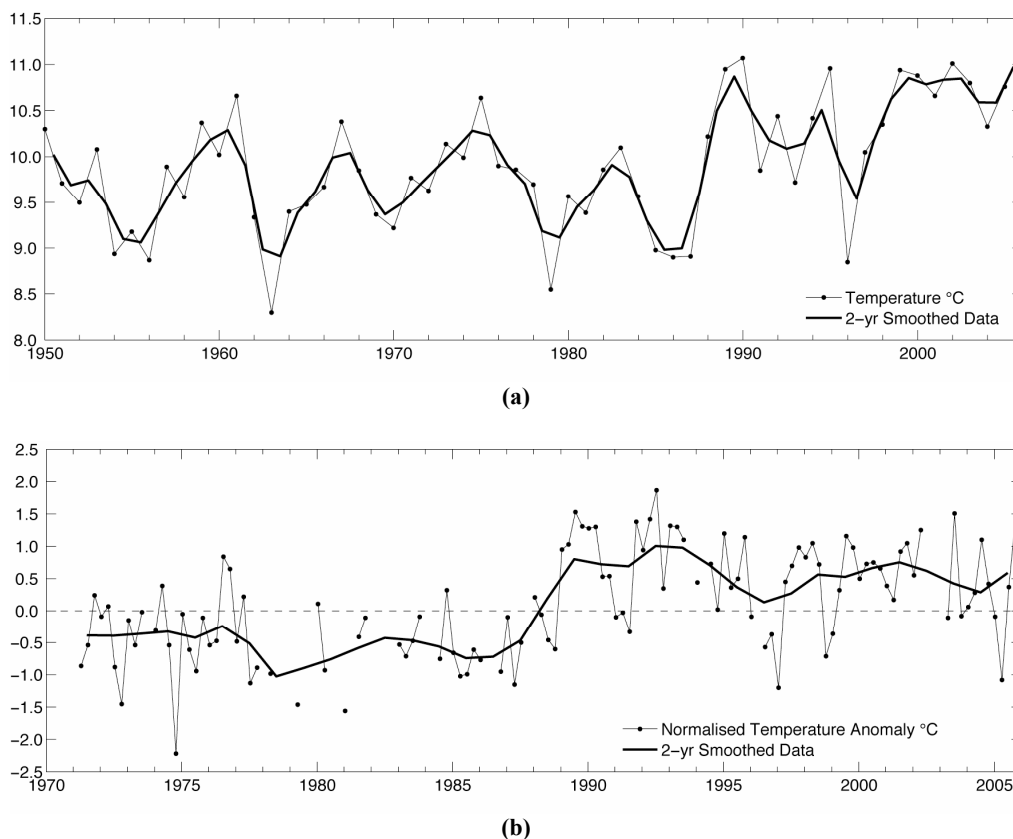 11.5
11.0
10.5
10.0
9.5
9.0
8.5
8.0
Temperature °C
2-yr Smoothed Data
1950 1960 1970 1980 1990 2000
(a)
2.5
2.0
1.5
1.0
0.5
0.0
-0.5
-1.0
-1.5
-2.0
-2.5
Normalised Temperature Anomaly °C
2-yr Smoothed Data
1970 1975 1980 1985 1990 1995 2000 2005
(b)